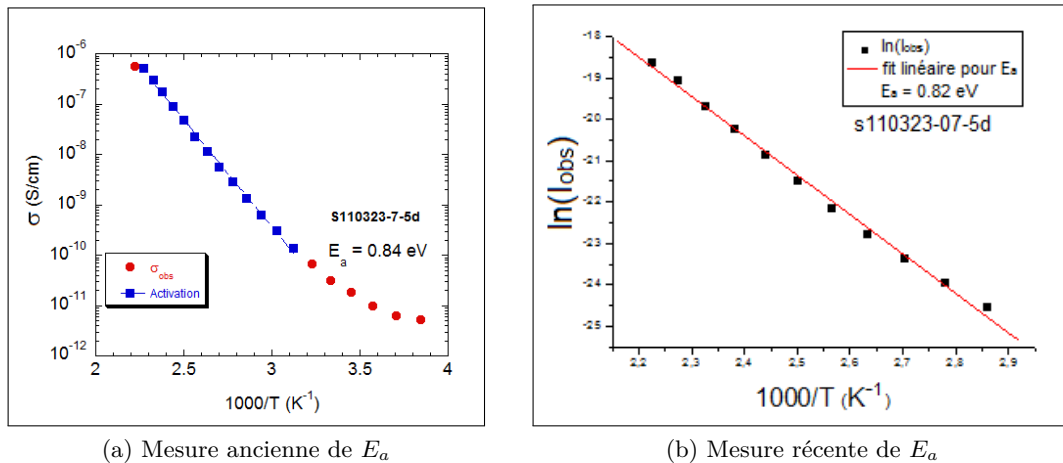 10⁻⁶
10⁻⁷
10⁻⁸
10⁻⁹
10⁻¹⁰
10⁻¹¹
10⁻¹²
σ (S/cm)
S110323-7-5d
E_a = 0.84 eV
σ_obs
Activation
2
2.5
3
3.5
4
1000/T (K⁻¹)
(a) Mesure ancienne de E_a
-18
-19
-20
-21
-22
-23
-24
-25
ln(I_obs)
ln(I_obs)
fit linéaire pour E_a
E_a = 0.82 eV
s110323-07-5d
2,2
2,3
2,4
2,5
2,6
2,7
2,8
2,9
1000/T (K⁻¹)
(b) Mesure récente de E_a